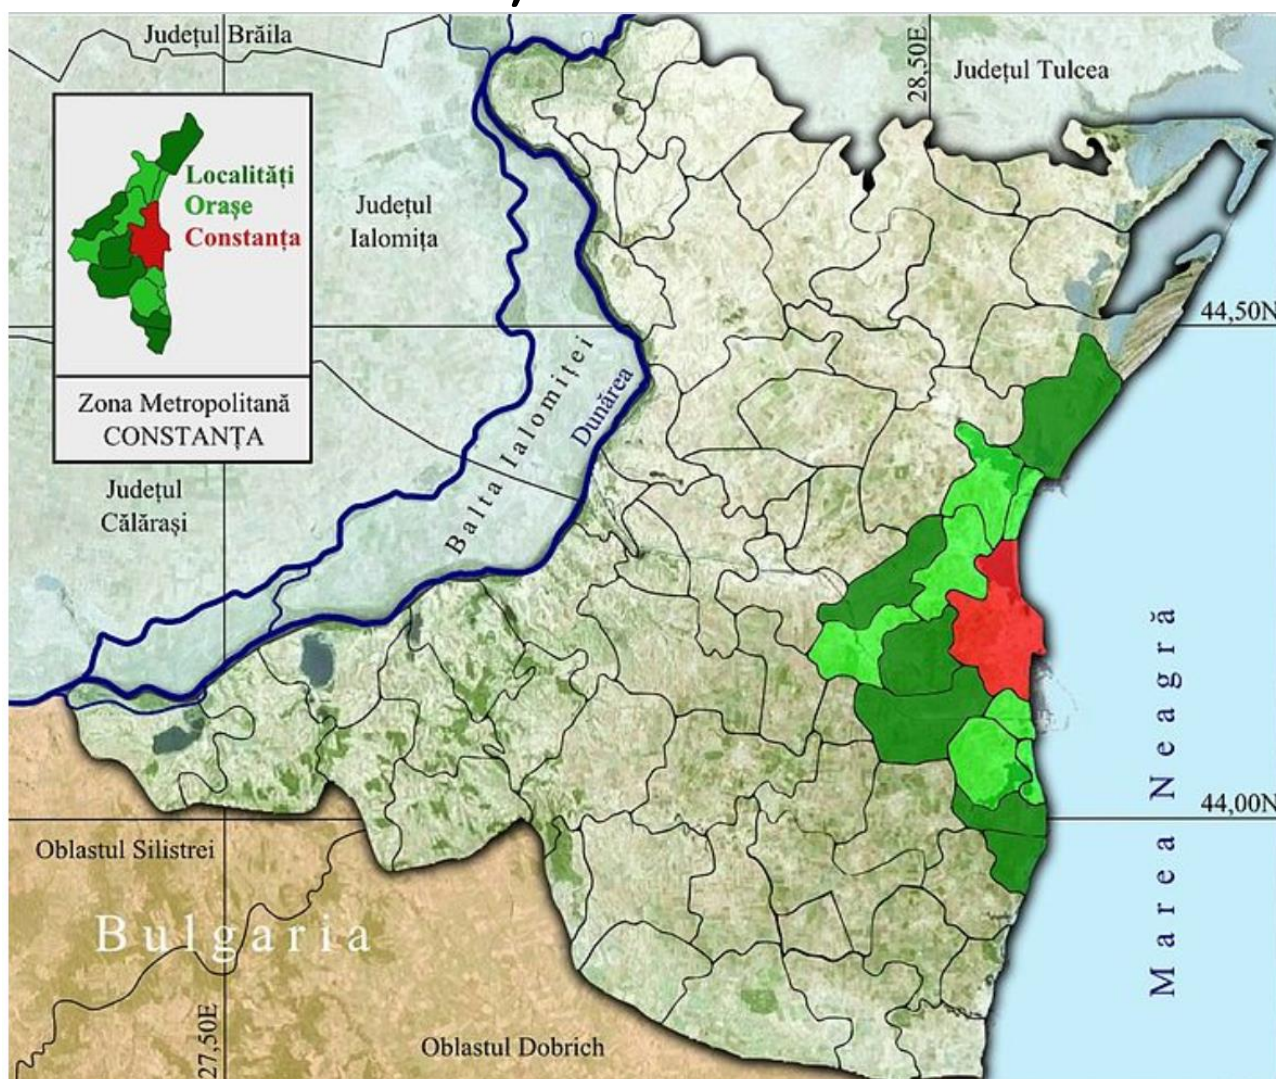 Județul Brăila
28,50E
Județul Tulcea
Localități
Orașe
Constanța
Județul
Ialomița
44,50N
Zona Metropolitană
CONSTANȚA
Balta Ialomiței
Dunărea
Județul
Călărași
Marea Neagră
44,00N
Oblastul Silistrei
Bulgaria
27,50E
Oblastul Dobrich